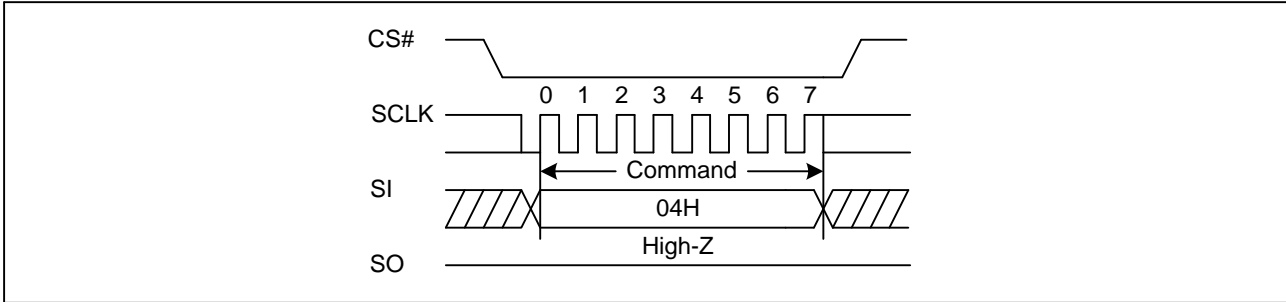 CS#
0 1 2 3 4 5 6 7
SCLK
Command
SI
04H
High-Z
SO